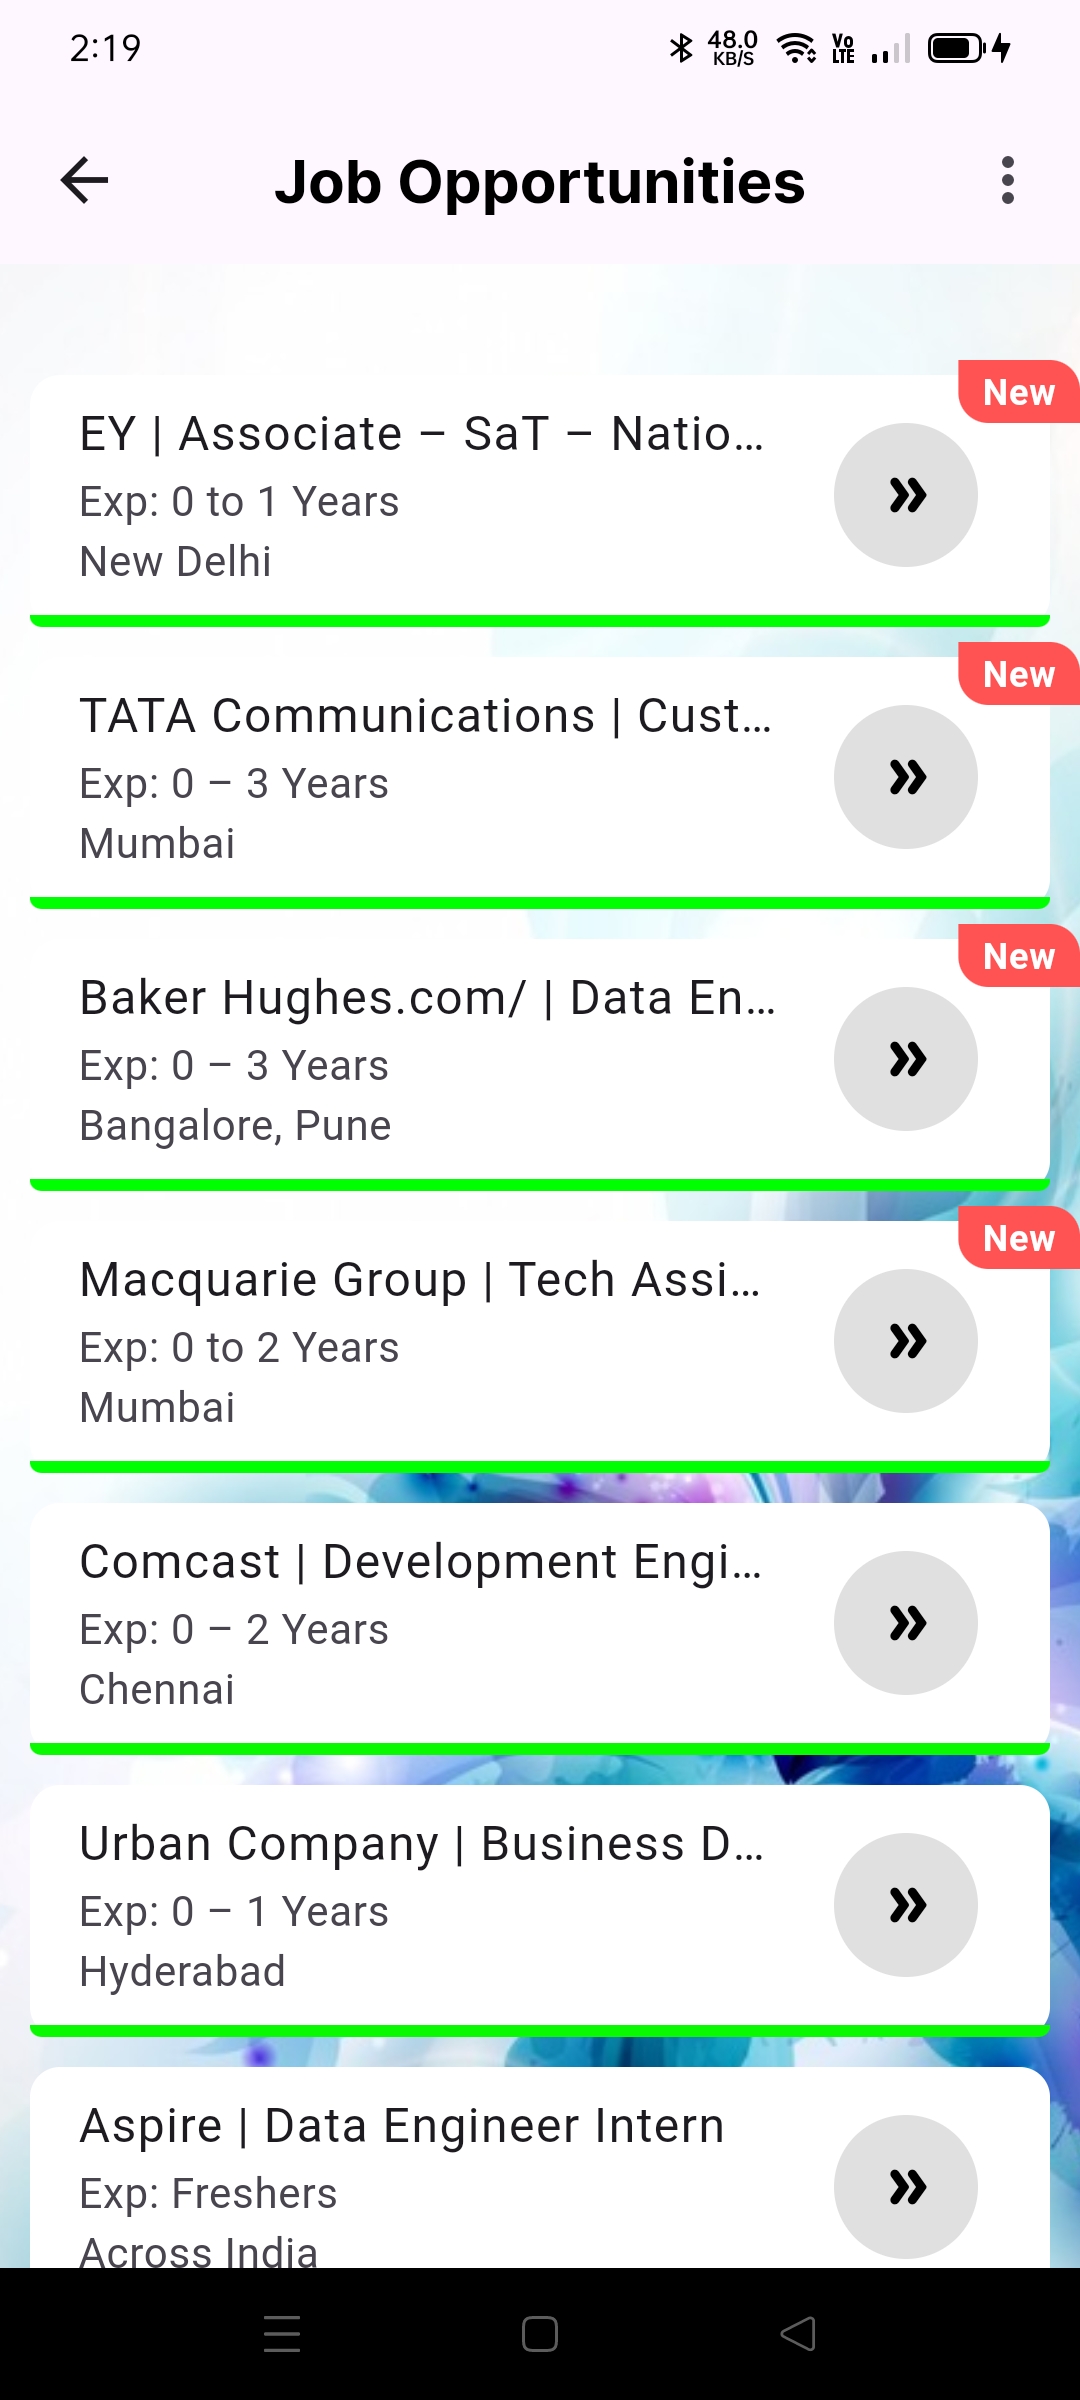 2:19
48.0
KB/S
Vo
LTE
Job Opportunities
New
EY | Associate – SaT – Natio...
Exp: 0 to 1 Years
New Delhi
New
TATA Communications | Cust...
Exp: 0 – 3 Years
Mumbai
New
Baker Hughes.com/ | Data En...
Exp: 0 – 3 Years
Bangalore, Pune
New
Macquarie Group | Tech Assi...
Exp: 0 to 2 Years
Mumbai
Comcast | Development Engi...
Exp: 0 – 2 Years
Chennai
Urban Company | Business D...
Exp: 0 – 1 Years
Hyderabad
Aspire | Data Engineer Intern
Exp: Freshers
Across India